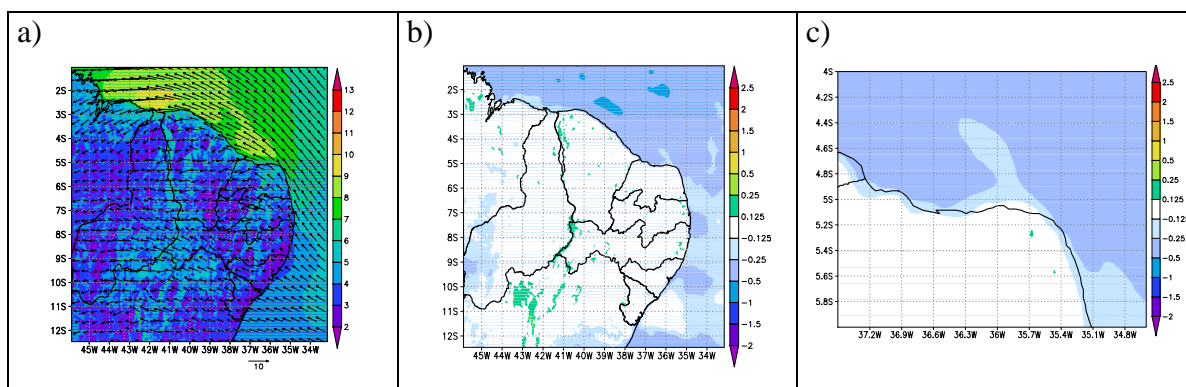 a)
2S
3S
4S
5S
6S
7S
8S
9S
10S
11S
12S
45W 44W 43W 42W 41W 40W 39W 38W 37W 36W 35W 34W
10
13
12
11
10
9
8
7
6
5
4
3
2
b)
2S
3S
4S
5S
6S
7S
8S
9S
10S
11S
12S
45W 44W 43W 42W 41W 40W 39W 38W 37W 36W 35W 34W
2.5
2
1.5
1
0.5
0.25
0.125
-0.125
-0.25
-0.5
-1
-1.5
-2
c)
4S
4.2S
4.4S
4.6S
4.8S
5S
5.2S
5.4S
5.6S
5.8S
37.2W 36.9W 36.6W 36.3W 36W 35.7W 35.4W
2.5
2
1.5
1
0.5
0.25
0.125
-0.125
-0.25
-0.5
-1
-1.5
-2